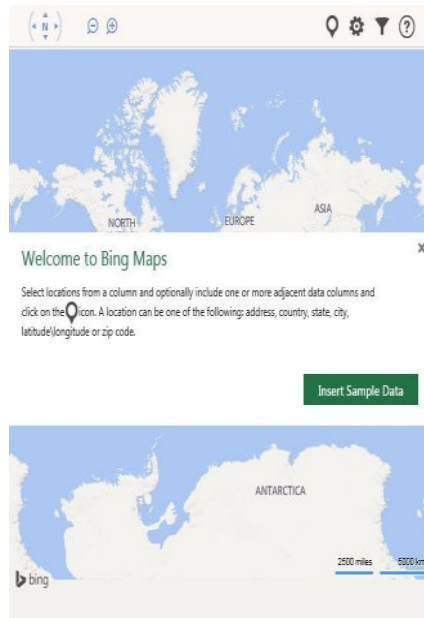 N
?
NORTH
EUROPE
ASIA
Welcome to Bing Maps
x
Select locations from a column and optionally include one or more adjacent data columns and
click on the icon. A location can be one of the following: address, country, state, city,
latitude\longitude or zip code.
Insert Sample Data
ANTARCTICA
2500 miles
5000 km
bing